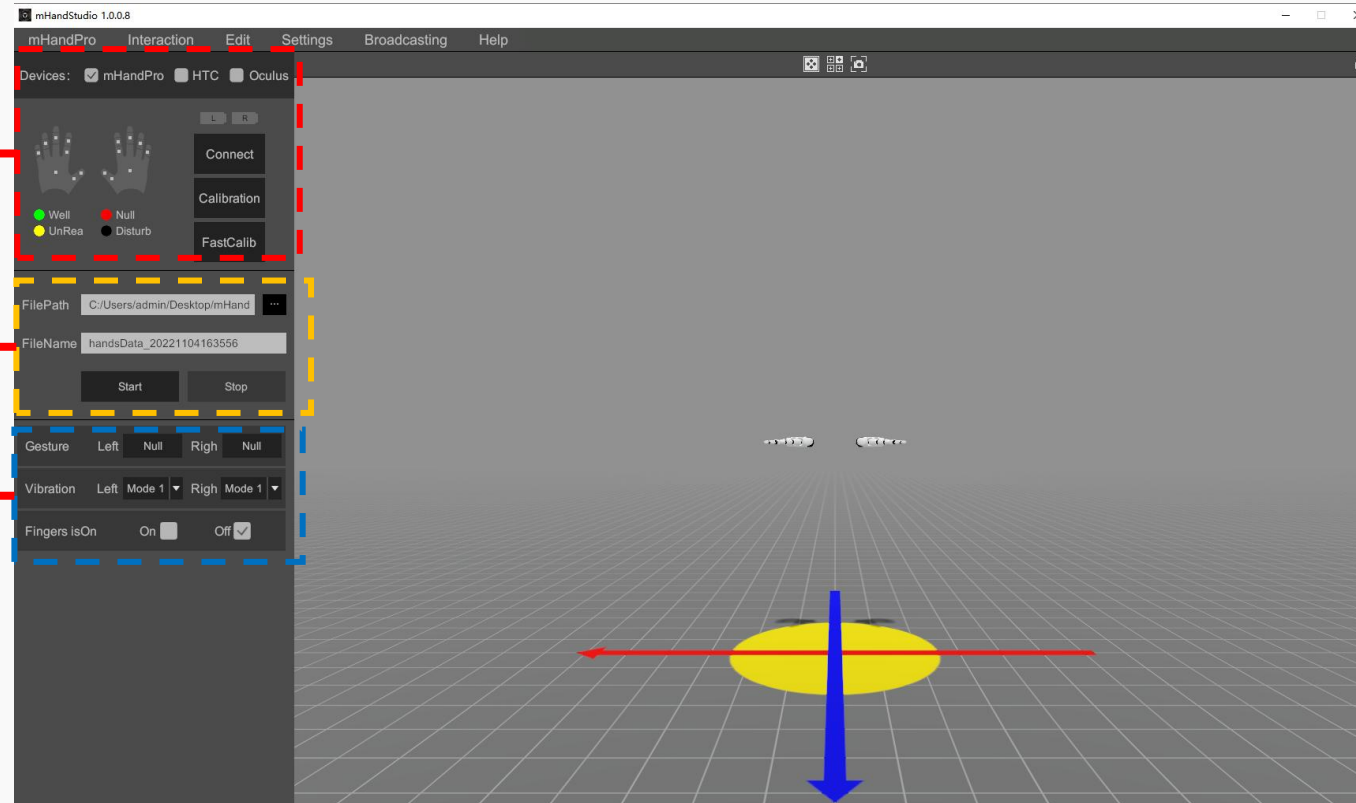 mHandStudio 1.0.0.8
mHandPro Interaction Edit Settings Broadcasting Help
Devices: mHandPro HTC Oculus
L R
Connect
Calibration
Well Null
UnRea Disturb
FastCalib
FilePath C:/Users/admin/Desktop/mHand ...
FileName handsData_20221104163556
Start Stop
Gesture Left Null Righ Null
Vibration Left Mode 1 Righ Mode 1
Fingers isOn On Off